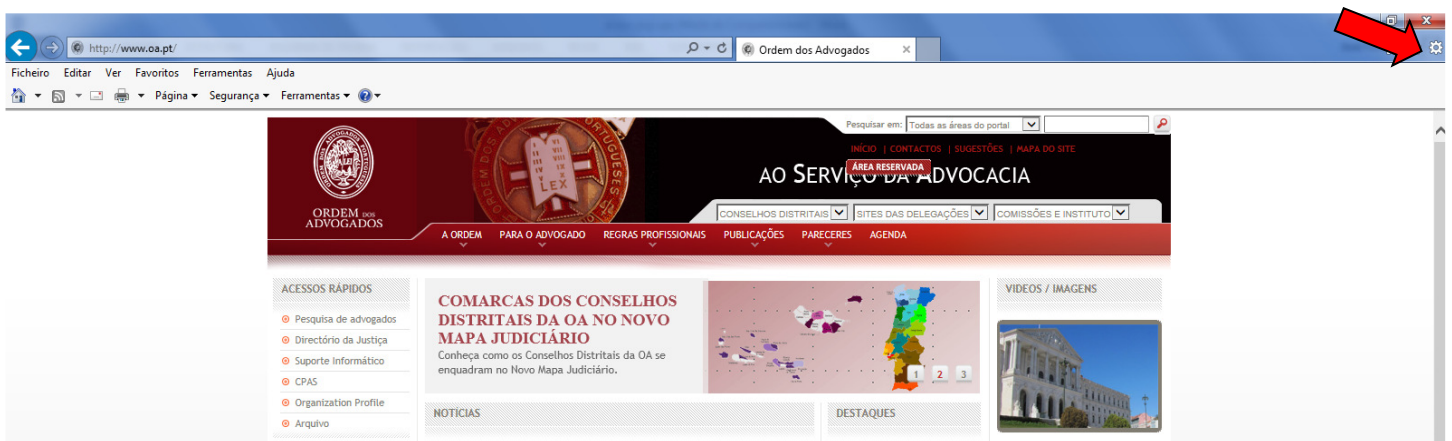 http://www.oa.pt/
Ordem dos Advogados
Ficheiro Editar Ver Favoritos Ferramentas Ajuda
Página Segurança Ferramentas
Pesquisar em: Todas as áreas do portal
INÍCIO | CONTACTOS | SUGESTÕES | MAPA DO SITE
ÁREA RESERVADA
AO SERVIÇO DA ADVOCACIA
ORDEM DOS
ADVOGADOS
LEX
CONSELHOS DISTRITAIS SITES DAS DELEGAÇÕES COMISSÕES E INSTITUTO
A ORDEM PARA O ADVOGADO REGRAS PROFISSIONAIS PUBLICAÇÕES PARECERES AGENDA
ACESSOS RÁPIDOS
Pesquisa de advogados
Directório da Justiça
Suporte Informático
CPAS
Organization Profile
Arquivo
COMARCAS DOS CONSELHOS
DISTRITAIS DA OA NO NOVO
MAPA JUDICIÁRIO
Conheça como os Conselhos Distritais da OA se
enquadram no Novo Mapa Judiciário.
1 2 3
NOTÍCIAS
DESTAQUES
VIDEOS / IMAGENS